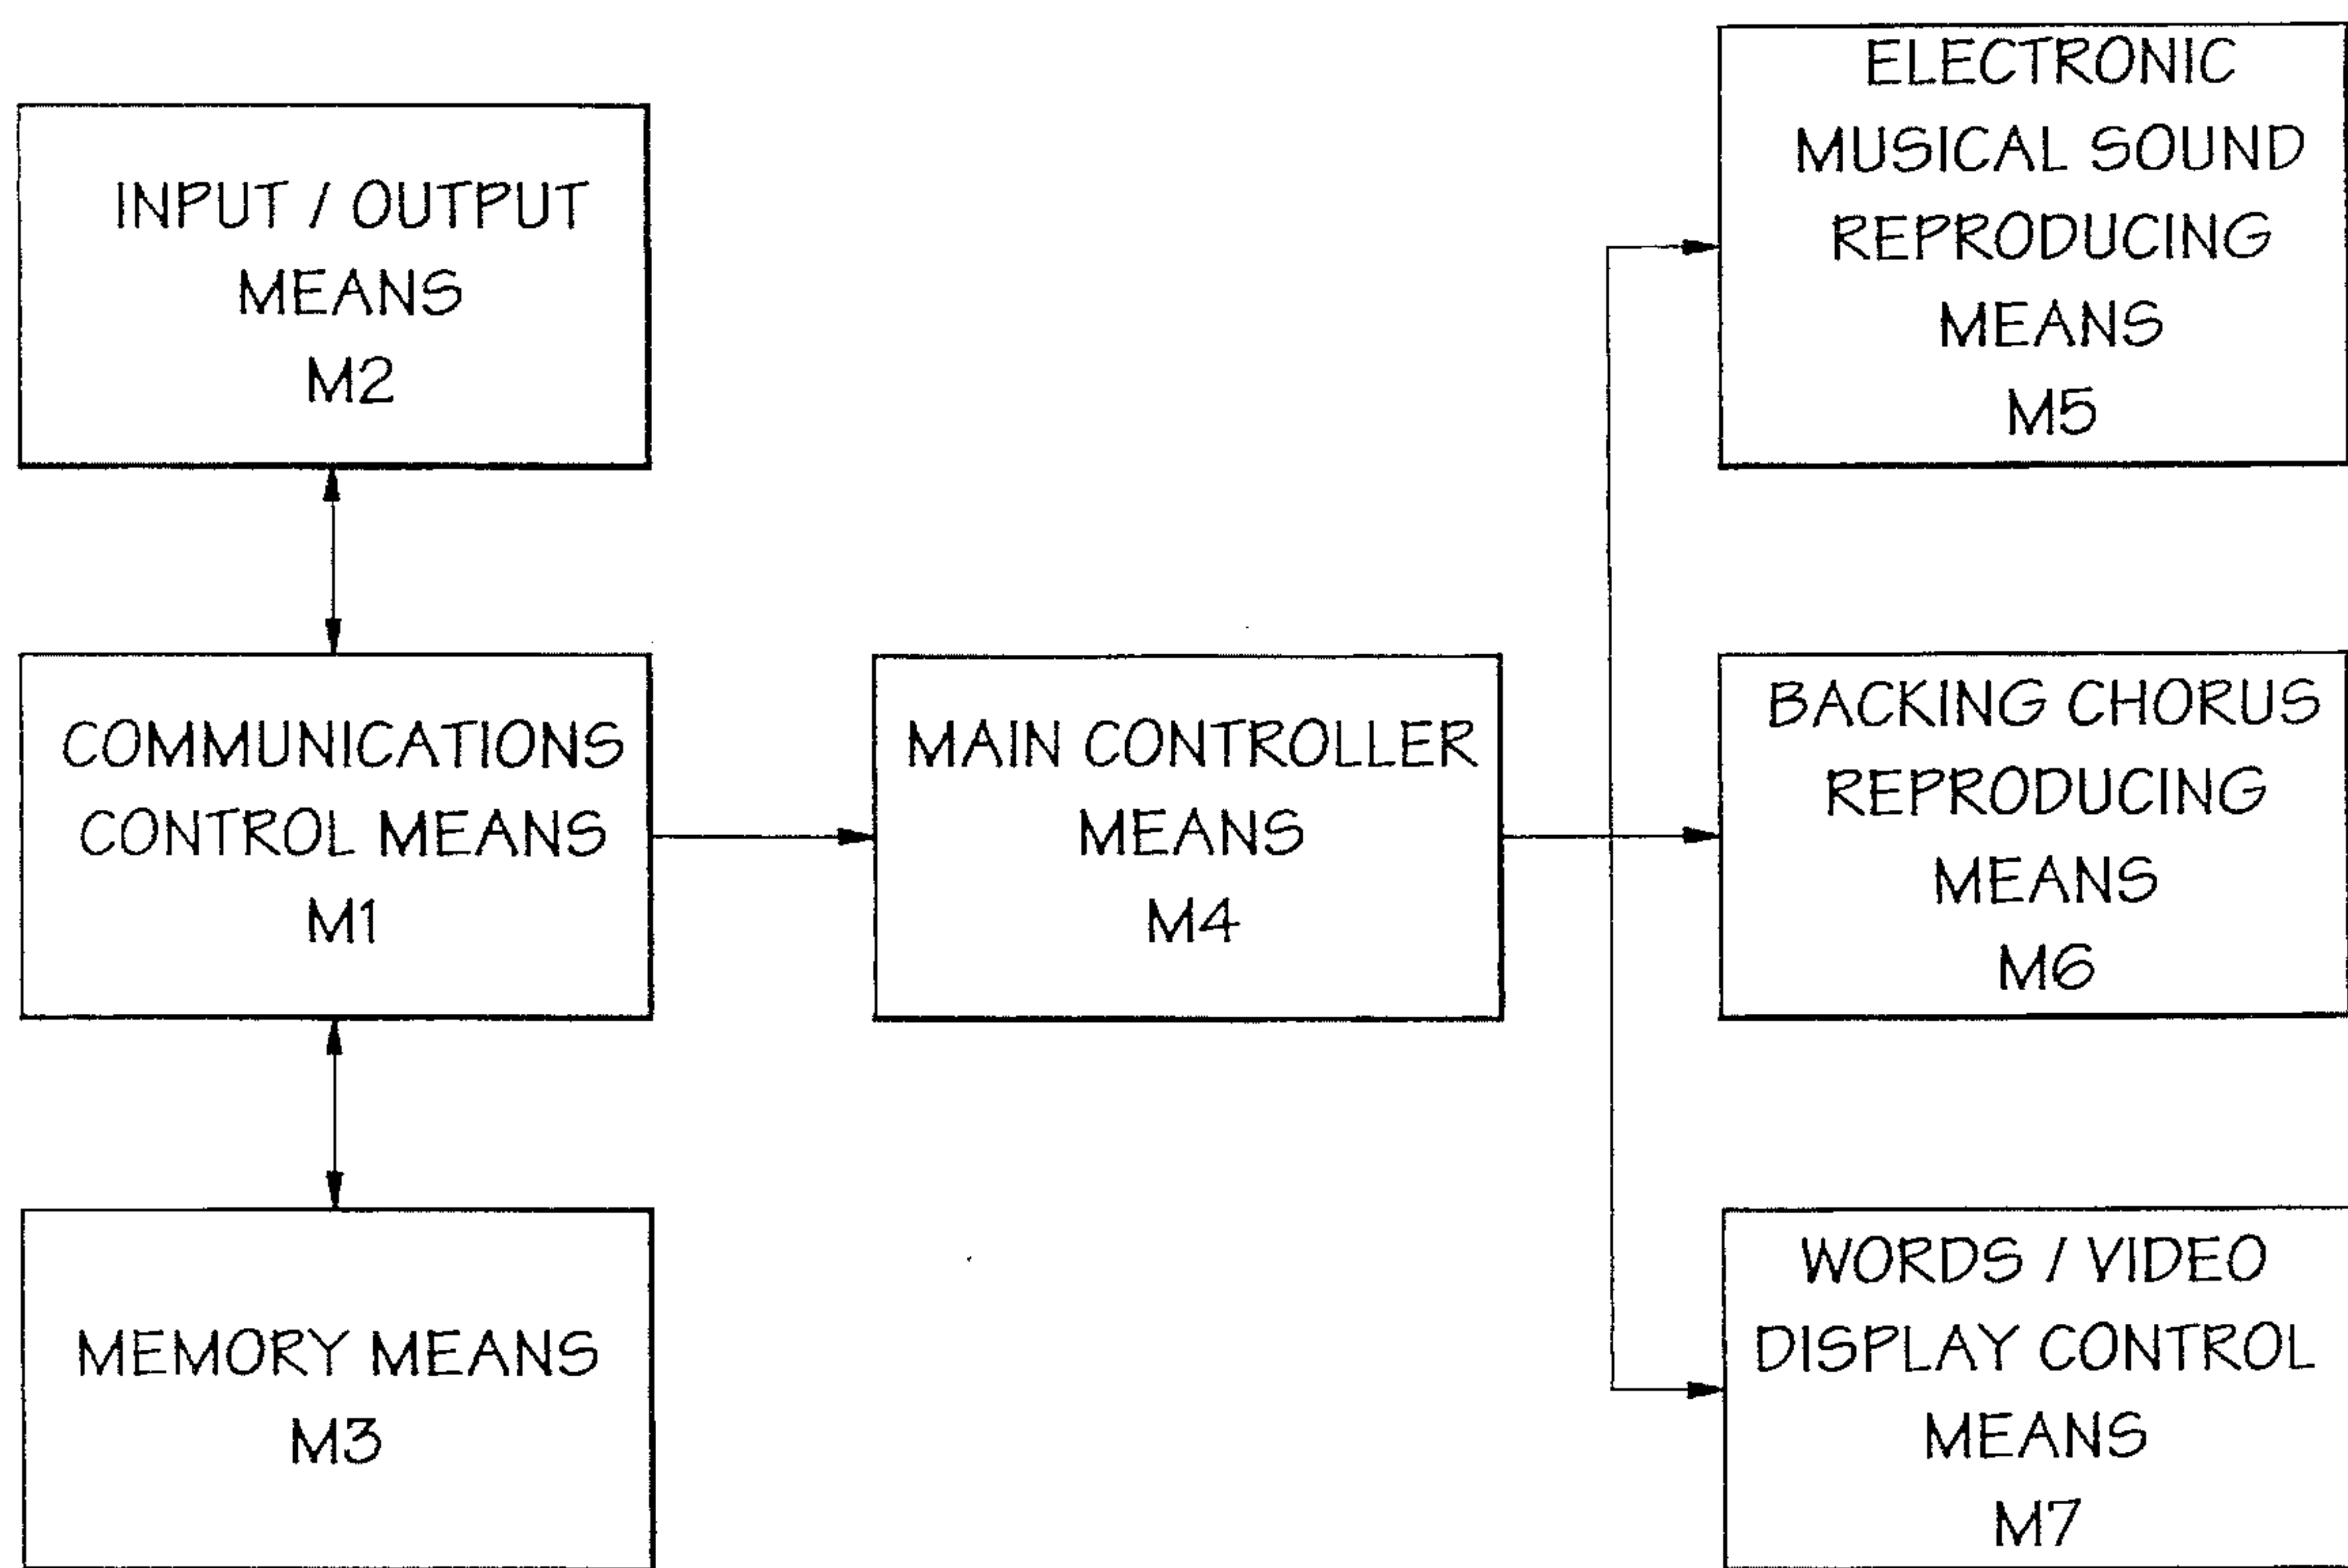 INPUT / OUTPUT
MEANS
M2
COMMUNICATIONS
CONTROL MEANS
M1
MEMORY MEANS
M3
MAIN CONTROLLER
MEANS
M4
ELECTRONIC
MUSICAL SOUND
REPRODUCING
MEANS
M5
BACKING CHORUS
REPRODUCING
MEANS
M6
WORDS / VIDEO
DISPLAY CONTROL
MEANS
M7